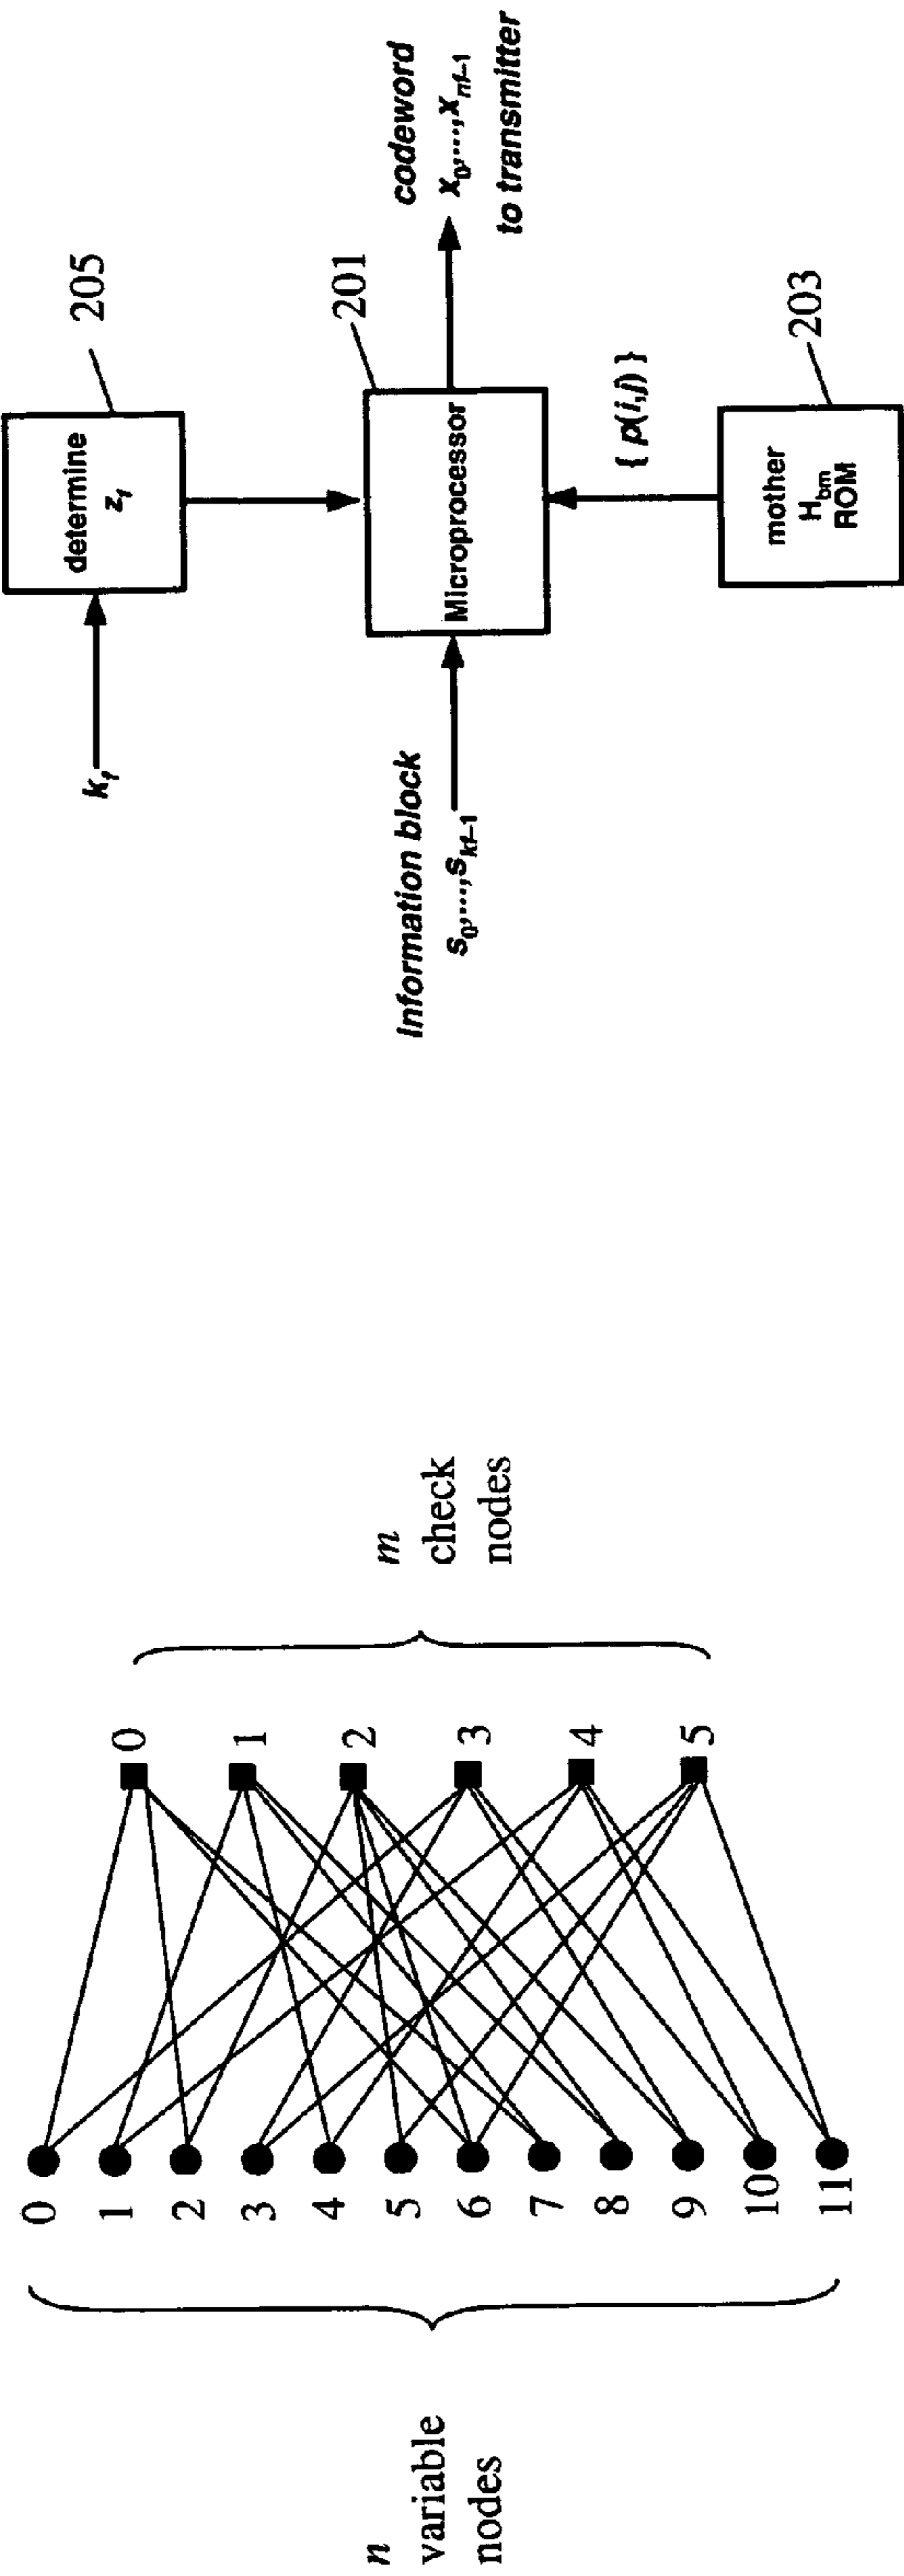 n
variable
nodes
0
1
2
3
4
5
6
7
8
9
10
11
0
1
2
3
4
5
m
check
nodes
k_f
determine
z_f
205
information block
s_0,...,s_kf-1
Microprocessor
201
codeword
x_0,...,x_nf-1
to transmitter
{ p(i,j) }
mother
H_bm
ROM
203